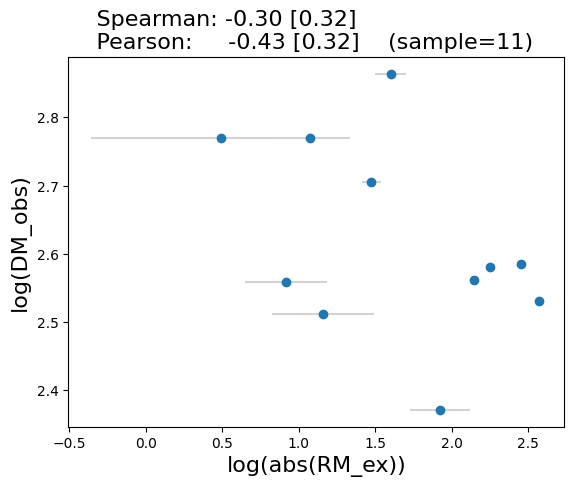 Spearman: -0.30 [0.32]
Pearson: -0.43 [0.32] (sample=11)
log(DM_obs)
2.8
2.7
2.6
2.5
2.4
-0.5 0.0 0.5 1.0 1.5 2.0 2.5
log(abs(RM_ex))